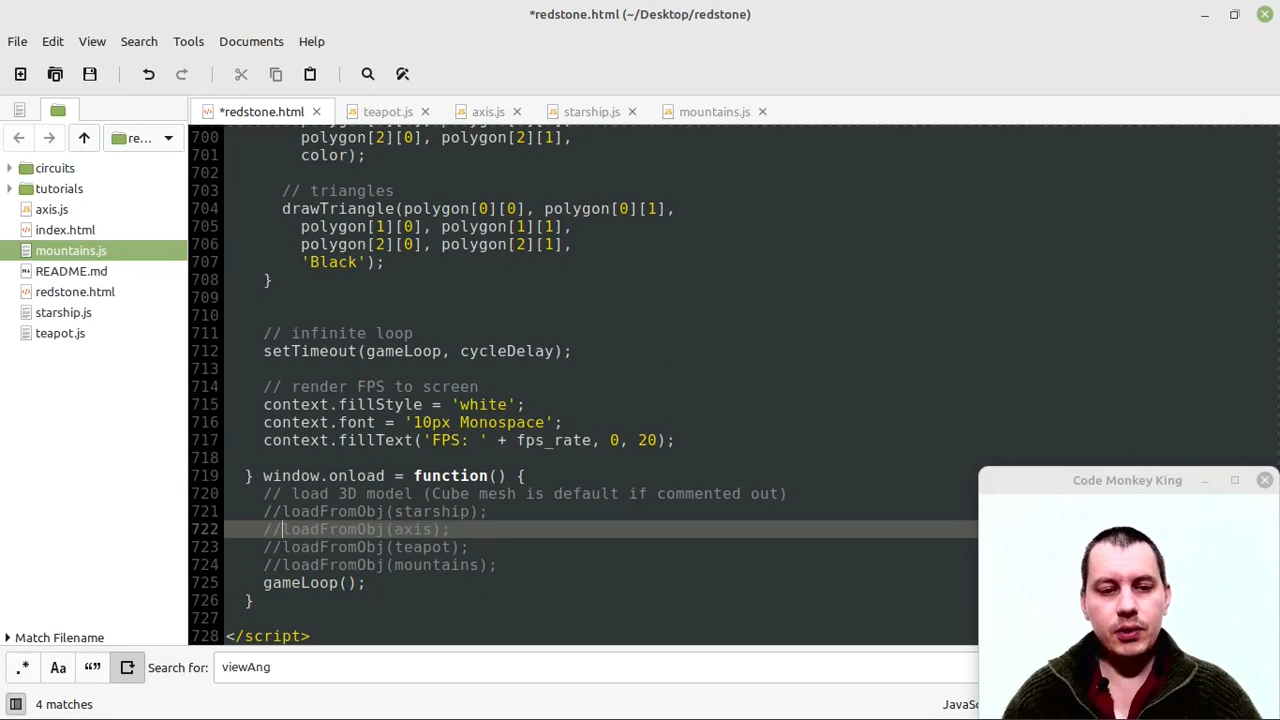 *redstone.html (~/Desktop/redstone)
File Edit View Search Tools Documents Help
*redstone.html teapot.js axis.js starship.js mountains.js
re...
circuits
tutorials
axis.js
index.html
mountains.js
README.md
redstone.html
starship.js
teapot.js
Match Filename
700 polygon[2][0], polygon[2][1],
701 color);
702
703 // triangles
704 drawTriangle(polygon[0][0], polygon[0][1],
705 polygon[1][0], polygon[1][1],
706 polygon[2][0], polygon[2][1],
707 'Black');
708 }
709
710
711 // infinite loop
712 setTimeout(gameLoop, cycleDelay);
713
714 // render FPS to screen
715 context.fillStyle = 'white';
716 context.font = '10px Monospace';
717 context.fillText('FPS: ' + fps_rate, 0, 20);
718
719 } window.onload = function() {
720 // load 3D model (Cube mesh is default if commented out)
721 //loadFromObj(starship);
722 //loadFromObj(axis);
723 //loadFromObj(teapot);
724 //loadFromObj(mountains);
725 gameLoop();
726 }
727
728 </script>
Code Monkey King
.* Aa “” Search for: viewAng
4 matches JavaSc